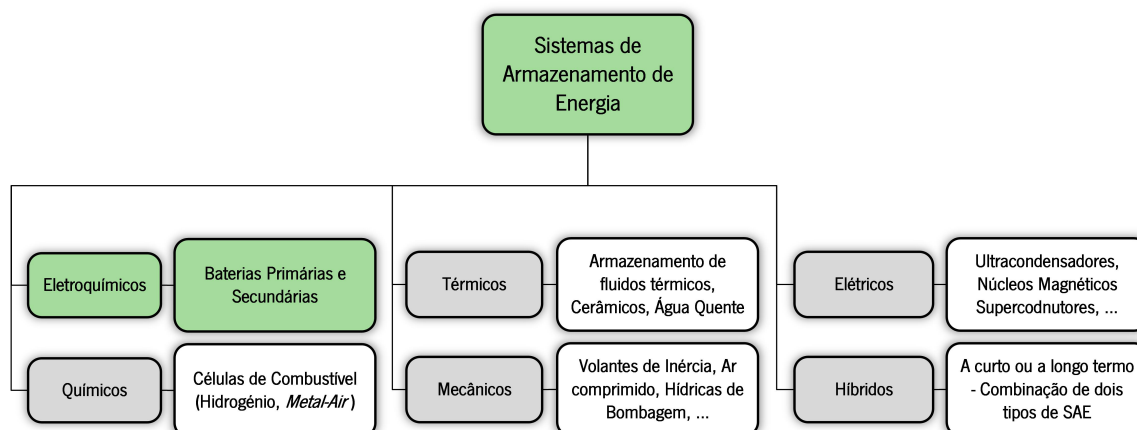 Sistemas de
Armazenamento de
Energia
Eletroquímicos
Baterias Primárias e
Secundárias
Térmicos
Armazenamento de
fluidos térmicos,
Cerâmicos, Água Quente
Elétricos
Ultracondensadores,
Núcleos Magnéticos
Supercodnutores, ...
Químicos
Células de Combustível
(Hidrogénio, Metal-Air)
Mecânicos
Volantes de Inércia, Ar
comprimido, Hídricas de
Bombagem, ...
Híbridos
A curto ou a longo termo
- Combinação de dois
tipos de SAE